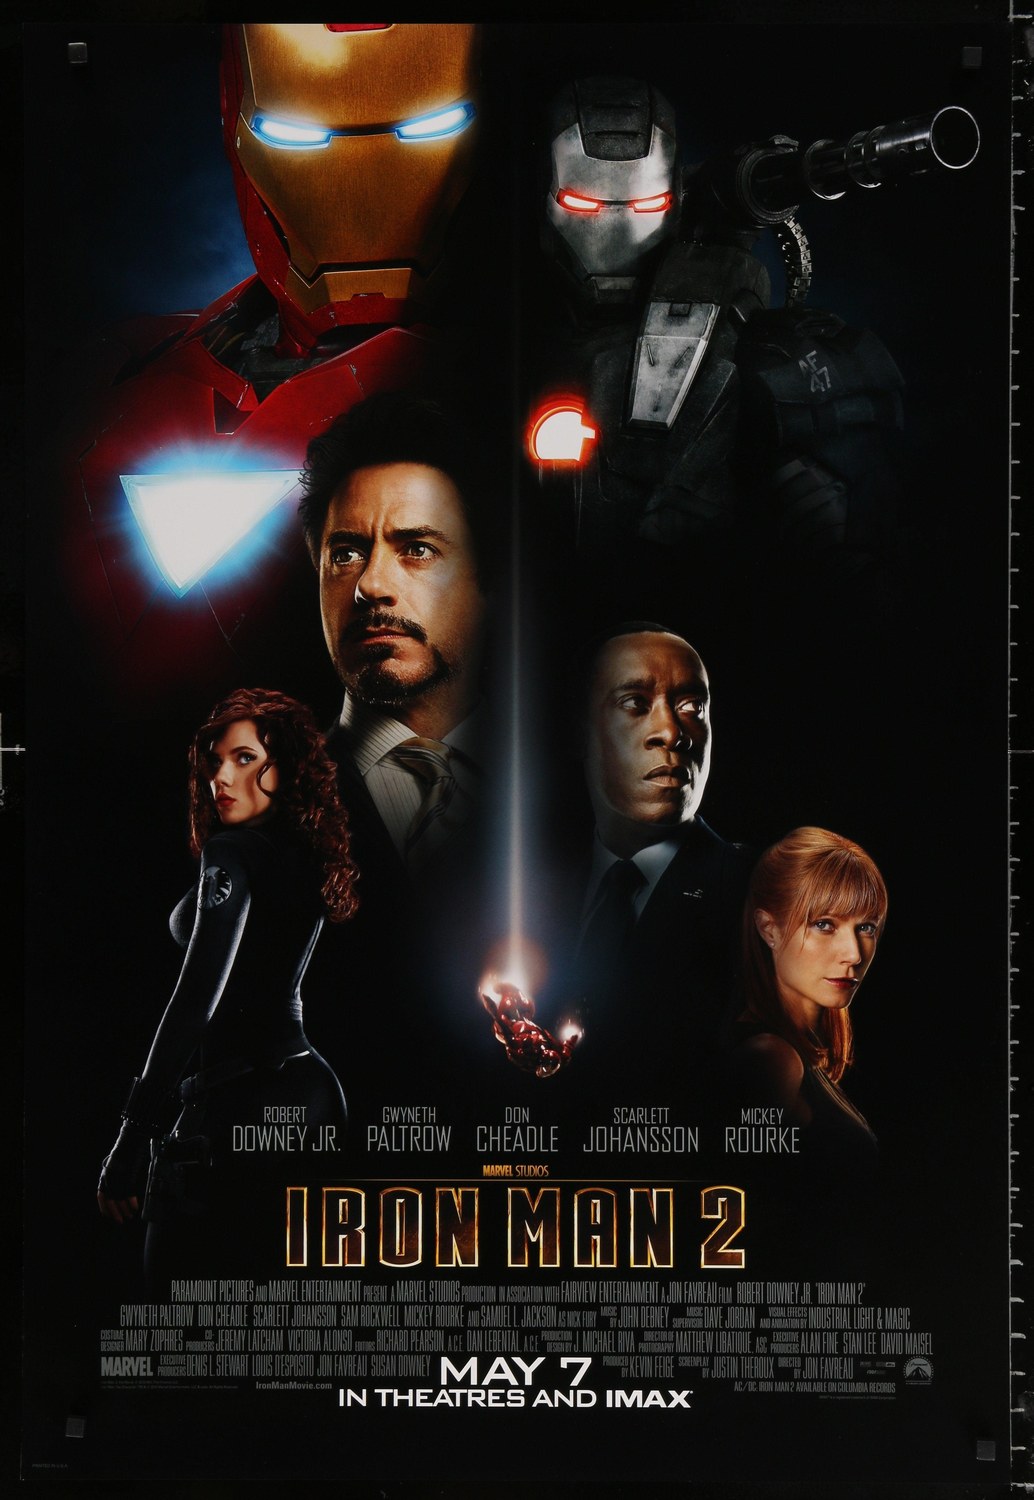 AF
47
ROBERT DOWNEY JR.
GWYNETH PALTROW
DON CHEADLE
SCARLETT JOHANSSON
MICKEY ROURKE
MARVEL STUDIOS
IRON MAN 2
PARAMOUNT PICTURES AND MARVEL ENTERTAINMENT PRESENT A MARVEL STUDIOS PRODUCTION IN ASSOCIATION WITH FAIRVIEW ENTERTAINMENT A JON FAVREAU FILM ROBERT DOWNEY JR. "IRON MAN 2"
GWYNETH PALTROW DON CHEADLE SCARLETT JOHANSSON SAM ROCKWELL MICKEY ROURKE AND SAMUEL L. JACKSON AS NICK FURY MUSIC BY JOHN DEBNEY MUSIC SUPERVISION DAVE JORDAN VISUAL EFFECTS AND ANIMATION BY INDUSTRIAL LIGHT & MAGIC
COSTUME DESIGNER MARY ZOPHRES CO-PRODUCERS JEREMY LATCHAM VICTORIA ALONSO EDITORS RICHARD PEARSON, A.C.E. DAN LEBENTAL, A.C.E. PRODUCTION DESIGNER J. MICHAEL RIVA DIRECTOR OF PHOTOGRAPHY MATTHEW LIBATIQUE, ASC EXECUTIVE PRODUCERS ALAN FINE STAN LEE DAVID MAISEL
MARVEL EXECUTIVE PRODUCERS DENIS L. STEWART LOUIS D'ESPOSITO JON FAVREAU SUSAN DOWNEY PRODUCED BY KEVIN FEIGE SCREENPLAY BY JUSTIN THEROUX DIRECTED BY JON FAVREAU
IronManMovie.com
AC/DC: IRON MAN 2 AVAILABLE ON COLUMBIA RECORDS
MAY 7
IN THEATRES AND IMAX
PRINTED IN U.S.A.